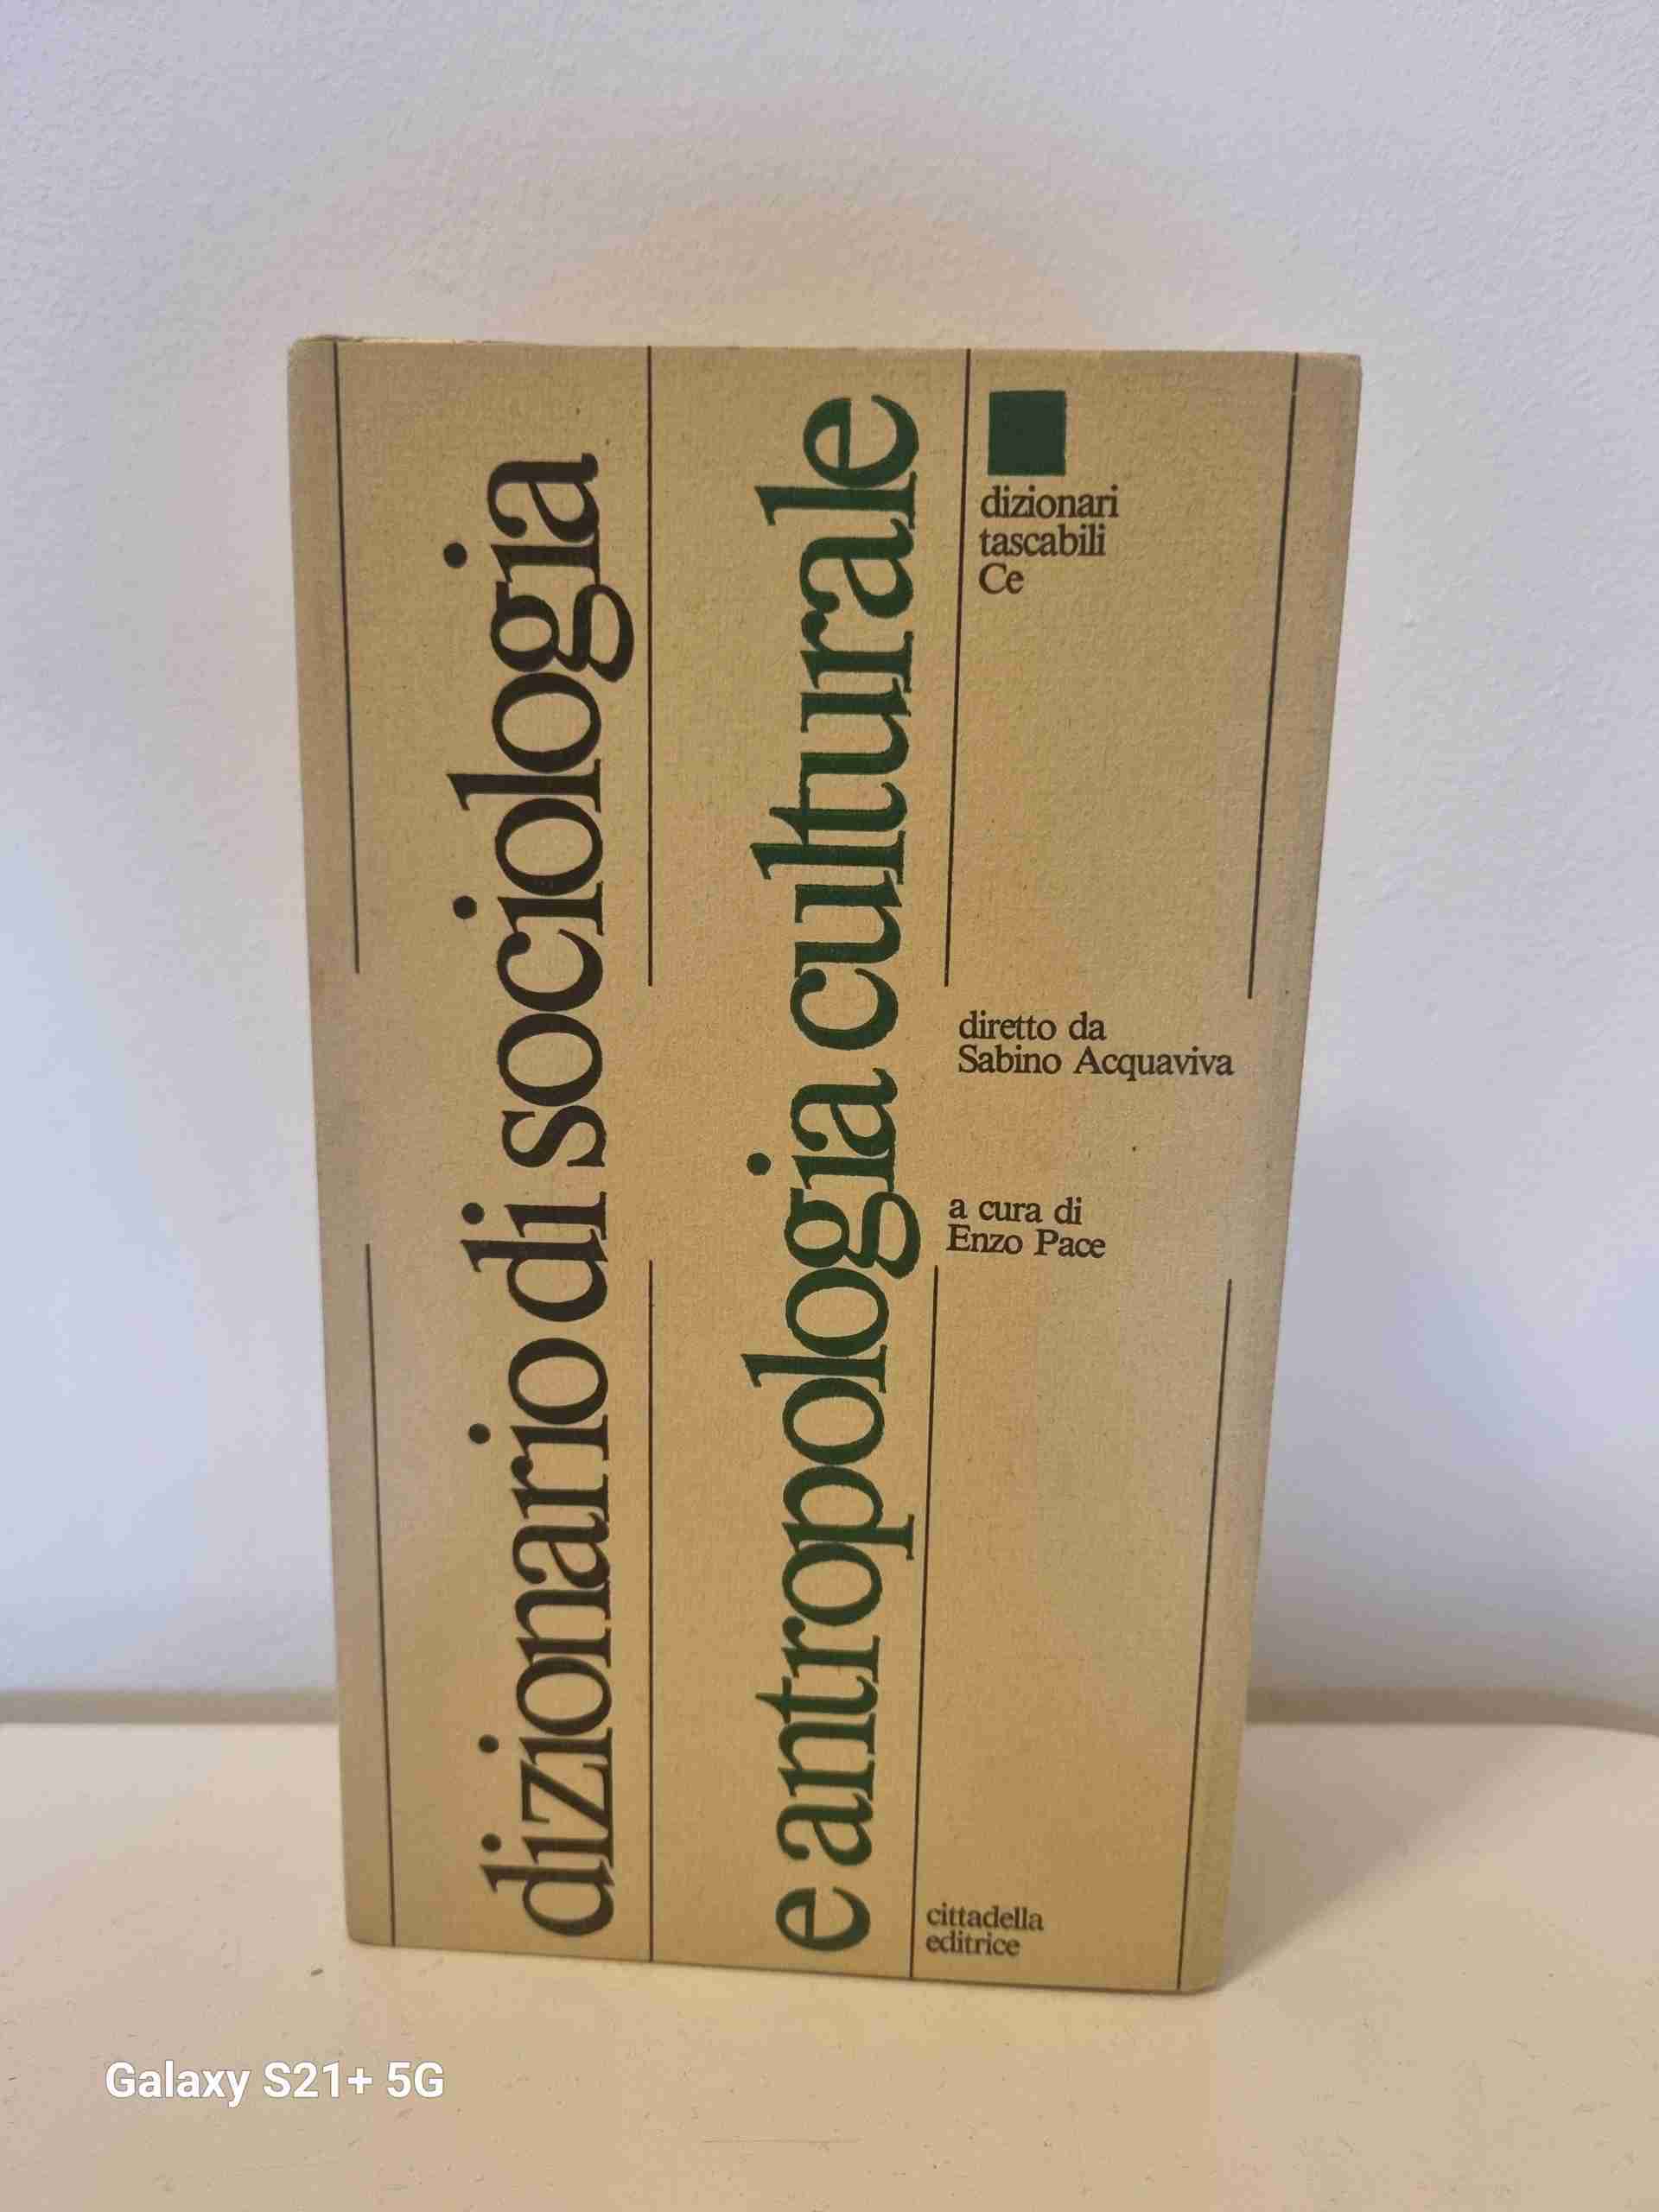 dizionario di sociologia
e antropologia culturale
dizionari
tascabili
Ce
diretto da
Sabino Acquaviva
a cura di
Enzo Pace
cittadella
editrice
Galaxy S21+ 5G